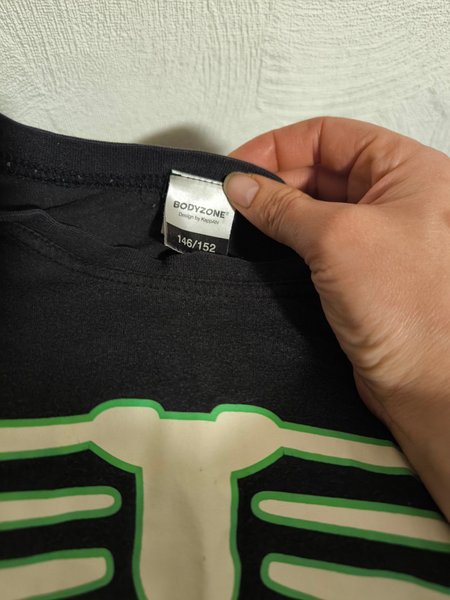 BODYZONE®
Design by KappAhl
146/152